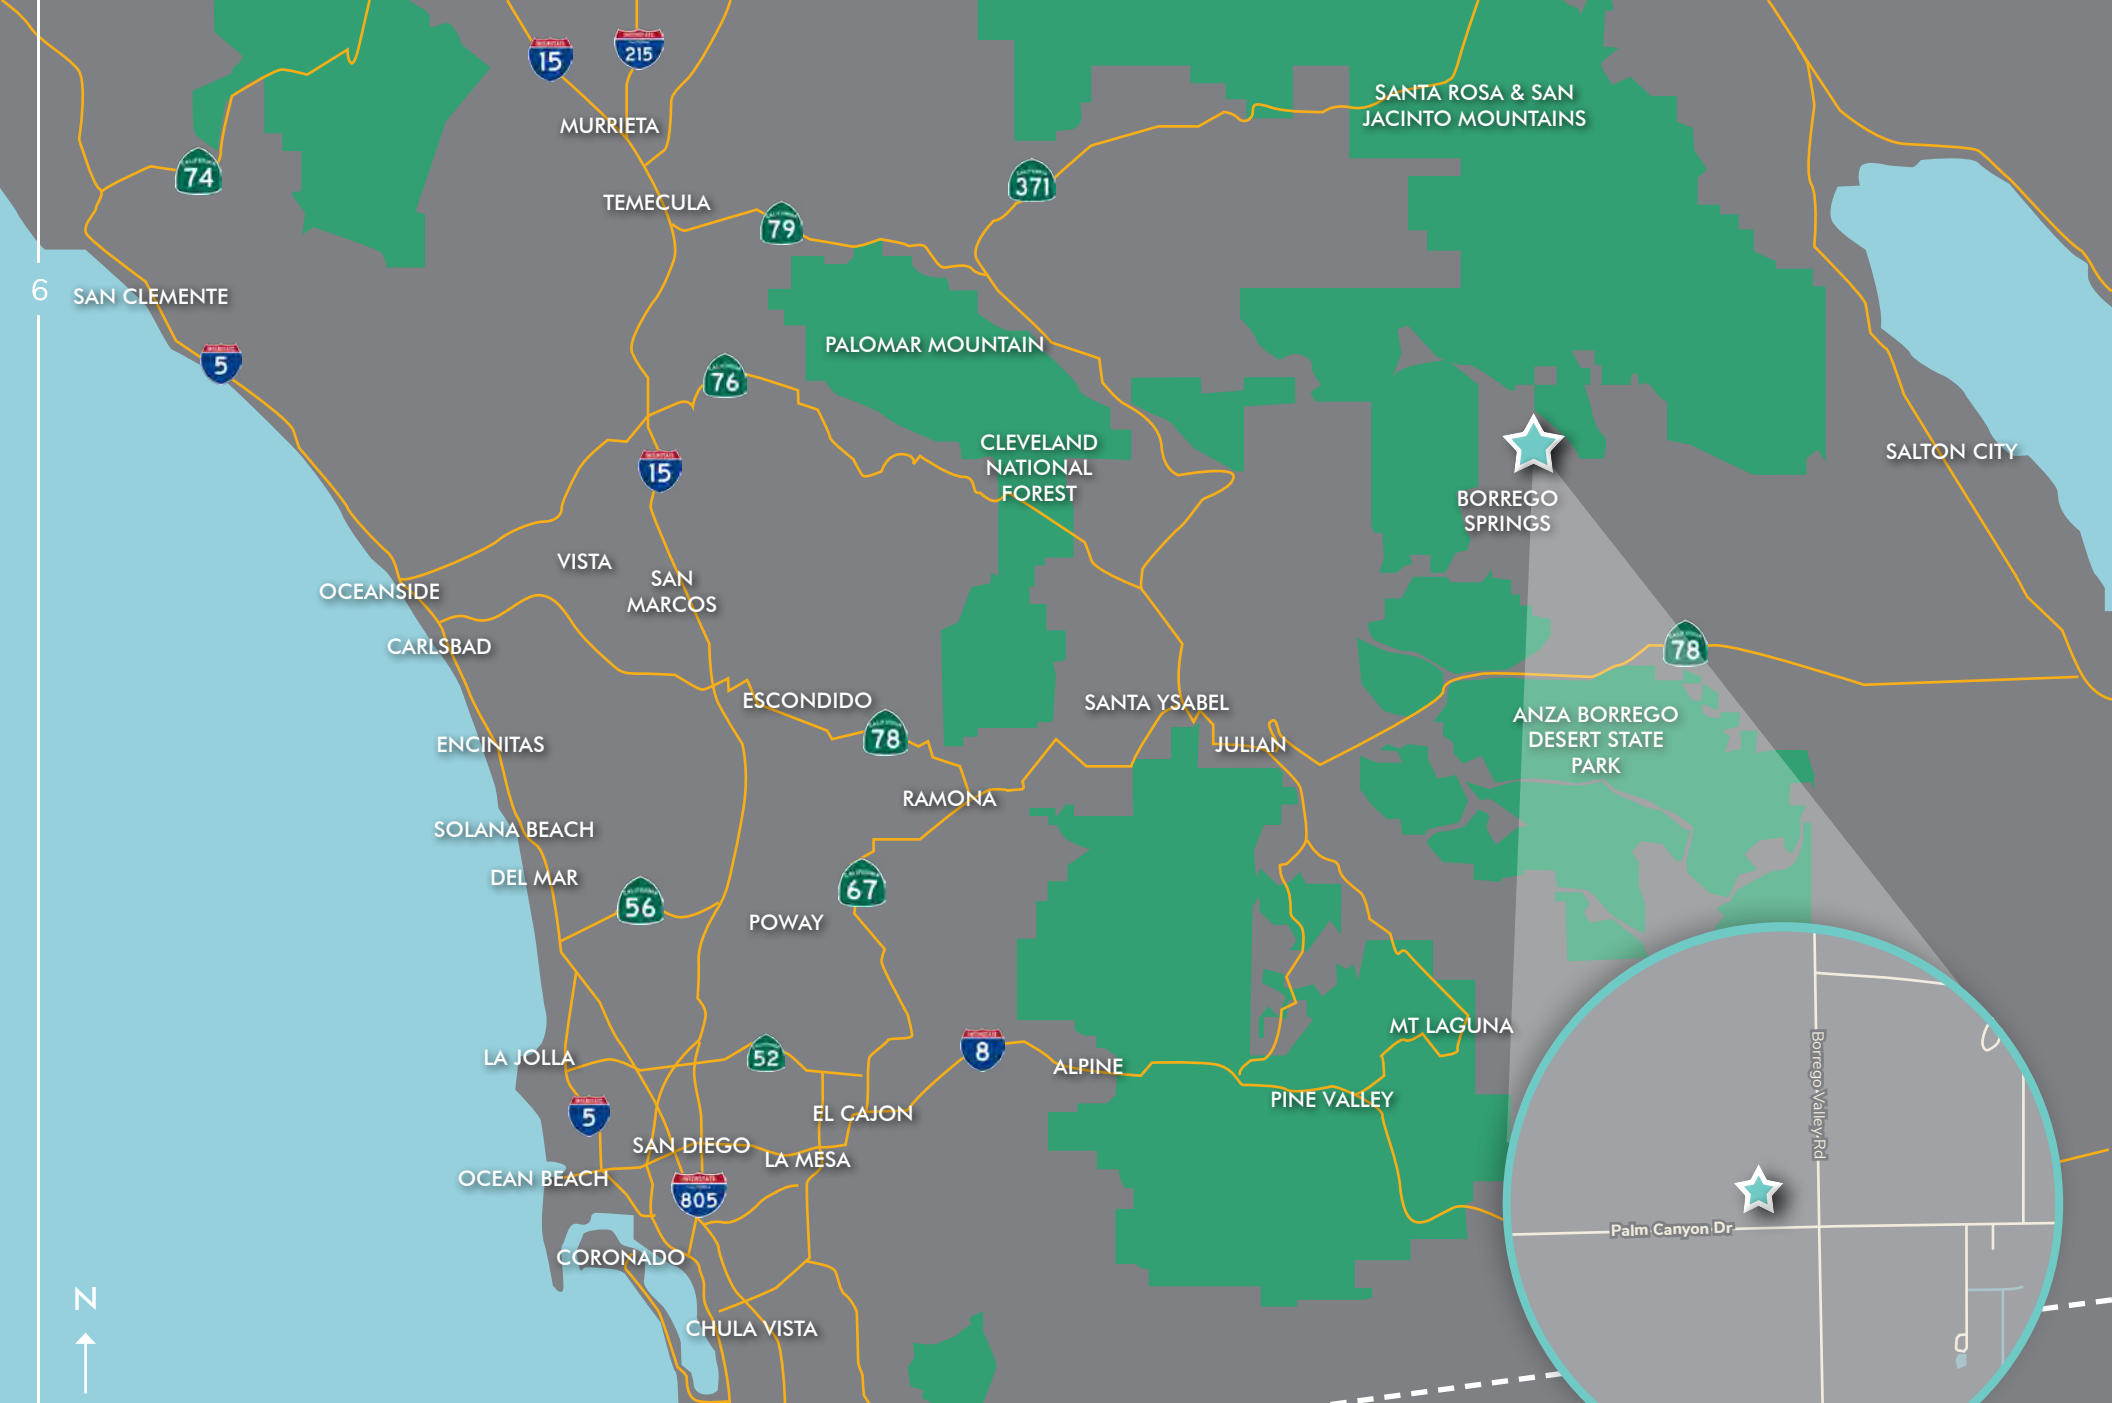 15
215
SANTA ROSA & SAN
JACINTO MOUNTAINS
MURRIETA
74
371
TEMECULA
79
6
SAN CLEMENTE
PALOMAR MOUNTAIN
5
76
CLEVELAND
NATIONAL
FOREST
SALTON CITY
15
BORREGO
SPRINGS
VISTA
SAN
MARCOS
OCEANSIDE
CARLSBAD
78
ESCONDIDO
SANTA YSABEL
ANZA BORREGO
DESERT STATE
PARK
78
ENCINITAS
JULIAN
RAMONA
SOLANA BEACH
DEL MAR
67
56
POWAY
MT LAGUNA
LA JOLLA
52
8
ALPINE
Borrego Valley Rd
PINE VALLEY
5
EL CAJON
SAN DIEGO
LA MESA
OCEAN BEACH
805
Palm Canyon Dr
CORONADO
N
CHULA VISTA